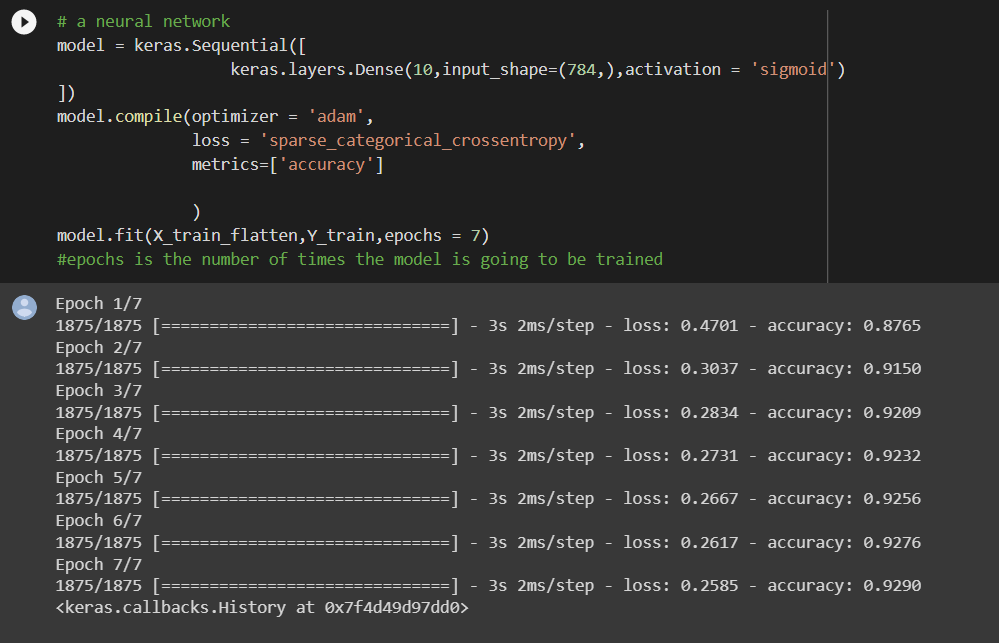 # a neural network
model = keras.Sequential([
keras.layers.Dense(10,input_shape=(784,),activation = 'sigmoid')
])
model.compile(optimizer = 'adam',
loss = 'sparse_categorical_crossentropy',
metrics=['accuracy']
)
model.fit(X_train_flatten,Y_train,epochs = 7)
#epochs is the number of times the model is going to be trained
Epoch 1/7
1875/1875 [==============================] - 3s 2ms/step - loss: 0.4701 - accuracy: 0.8765
Epoch 2/7
1875/1875 [==============================] - 3s 2ms/step - loss: 0.3037 - accuracy: 0.9150
Epoch 3/7
1875/1875 [==============================] - 3s 2ms/step - loss: 0.2834 - accuracy: 0.9209
Epoch 4/7
1875/1875 [==============================] - 3s 2ms/step - loss: 0.2731 - accuracy: 0.9232
Epoch 5/7
1875/1875 [==============================] - 3s 2ms/step - loss: 0.2667 - accuracy: 0.9256
Epoch 6/7
1875/1875 [==============================] - 3s 2ms/step - loss: 0.2617 - accuracy: 0.9276
Epoch 7/7
1875/1875 [==============================] - 3s 2ms/step - loss: 0.2585 - accuracy: 0.9290
<keras.callbacks.History at 0x7f4d49d97dd0>